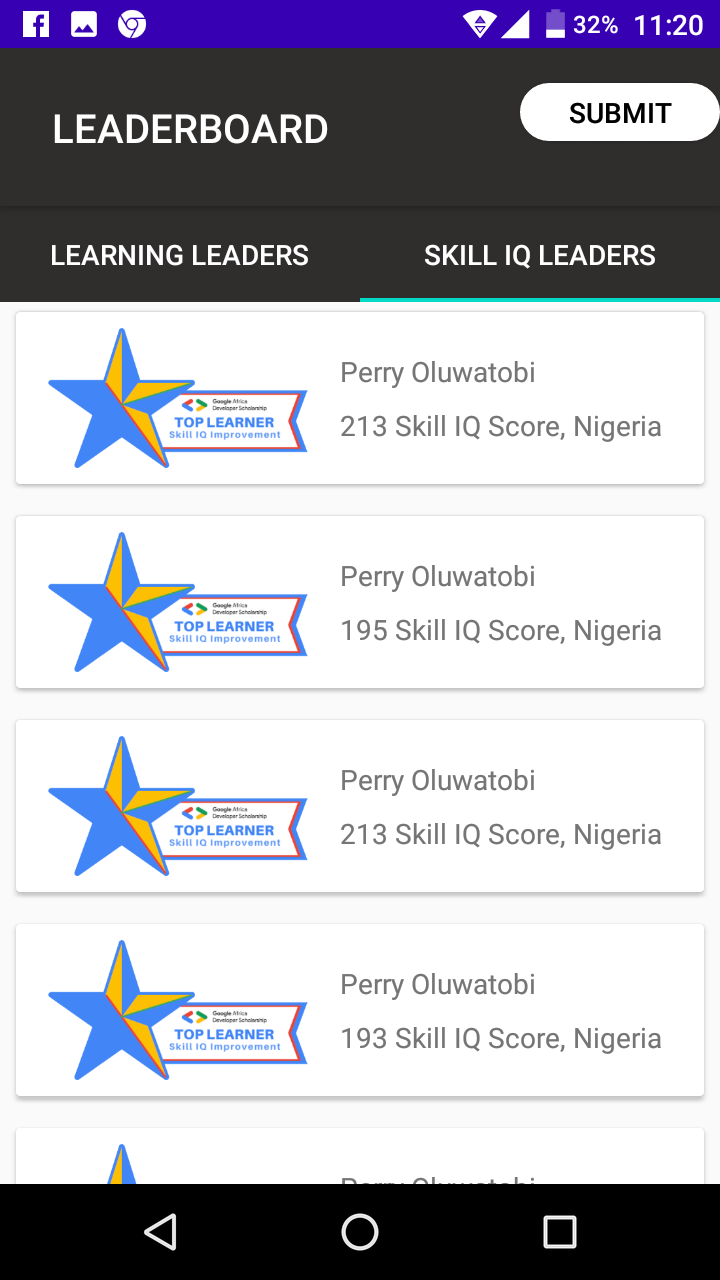 32% 11:20
LEADERBOARD
SUBMIT
LEARNING LEADERS
SKILL IQ LEADERS
Google Africa
Developer Scholarship
TOP LEARNER
Skill IQ Improvement
Perry Oluwatobi
213 Skill IQ Score, Nigeria
Google Africa
Developer Scholarship
TOP LEARNER
Skill IQ Improvement
Perry Oluwatobi
195 Skill IQ Score, Nigeria
Google Africa
Developer Scholarship
TOP LEARNER
Skill IQ Improvement
Perry Oluwatobi
213 Skill IQ Score, Nigeria
Google Africa
Developer Scholarship
TOP LEARNER
Skill IQ Improvement
Perry Oluwatobi
193 Skill IQ Score, Nigeria